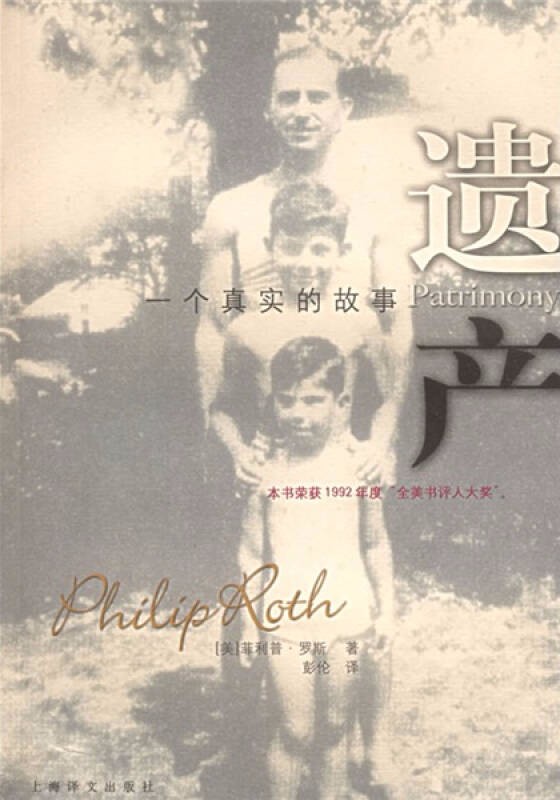 遗产
Patrimony
一个真实的故事
本书荣获1992年度“全美书评人大奖”。
Philip Roth
[美]菲利普·罗斯 著
彭伦 译
上海译文出版社